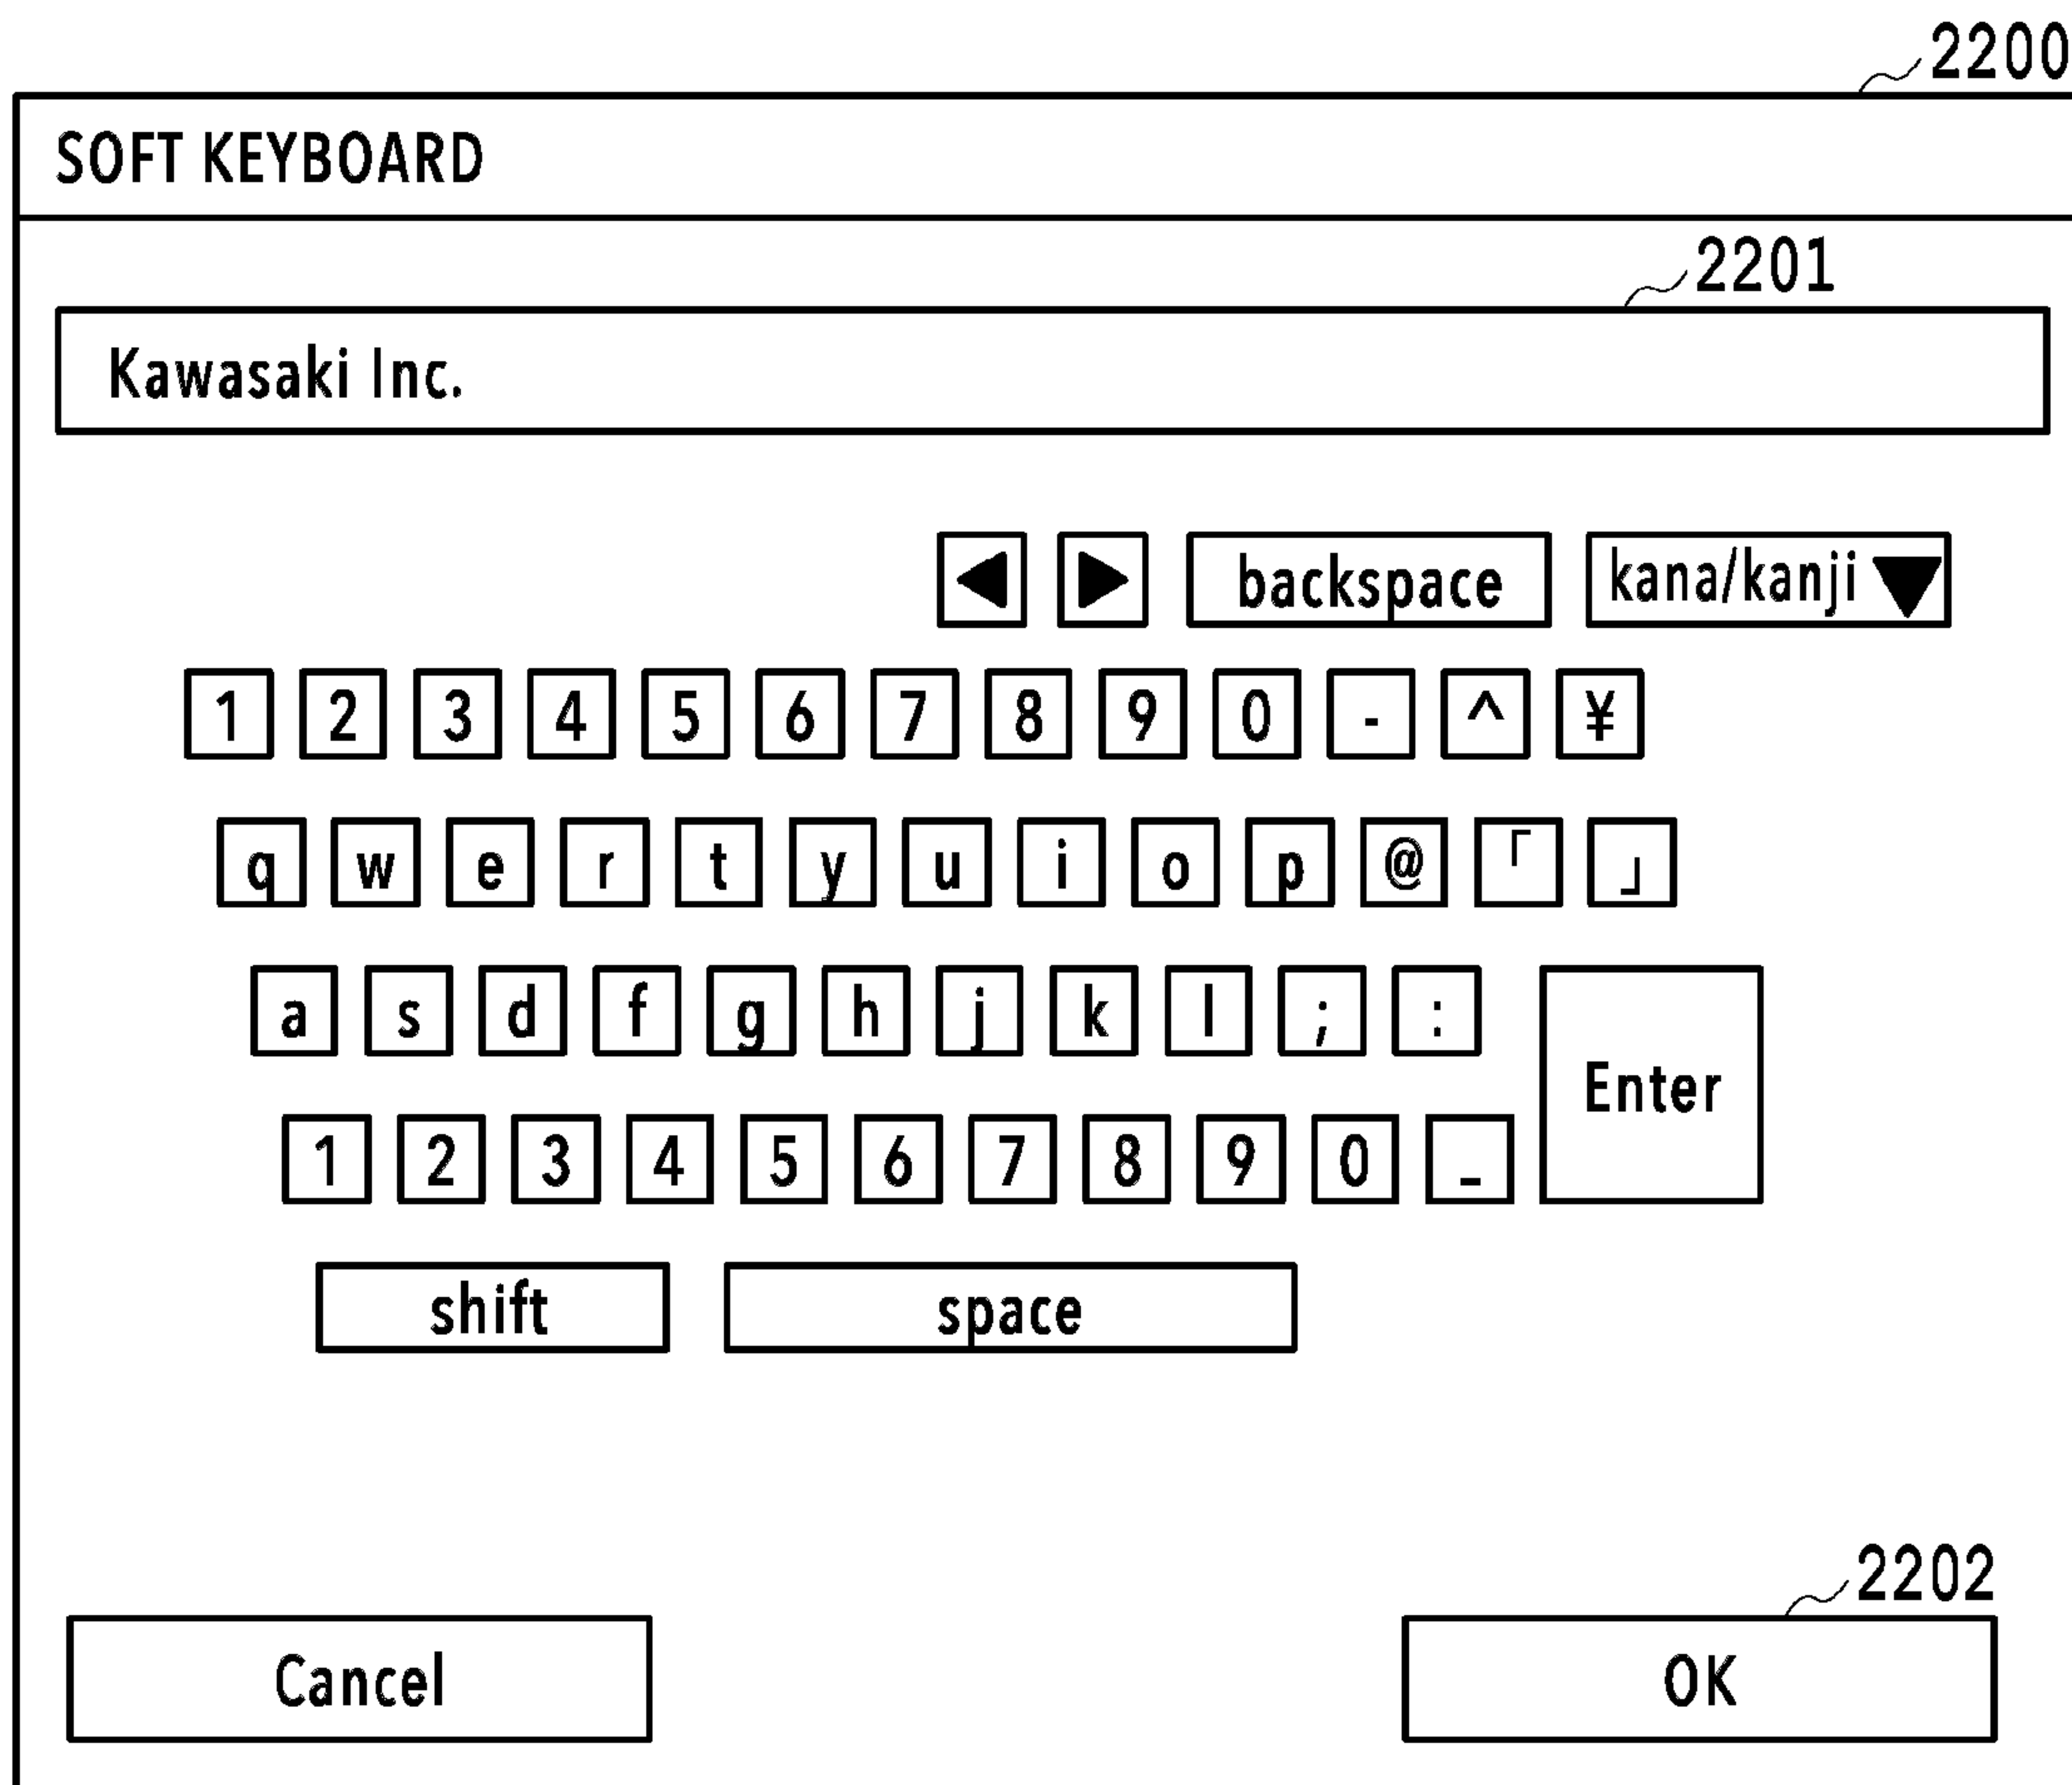 2200
SOFT KEYBOARD
2201
Kawasaki Inc.
◀ ▶ backspace kana/kanji ▼
1 2 3 4 5 6 7 8 9 0 - ^ ¥
q w e r t y u i o p @ 「 」
a s d f g h j k l ; :
Enter
1 2 3 4 5 6 7 8 9 0 _
shift space
2202
Cancel OK